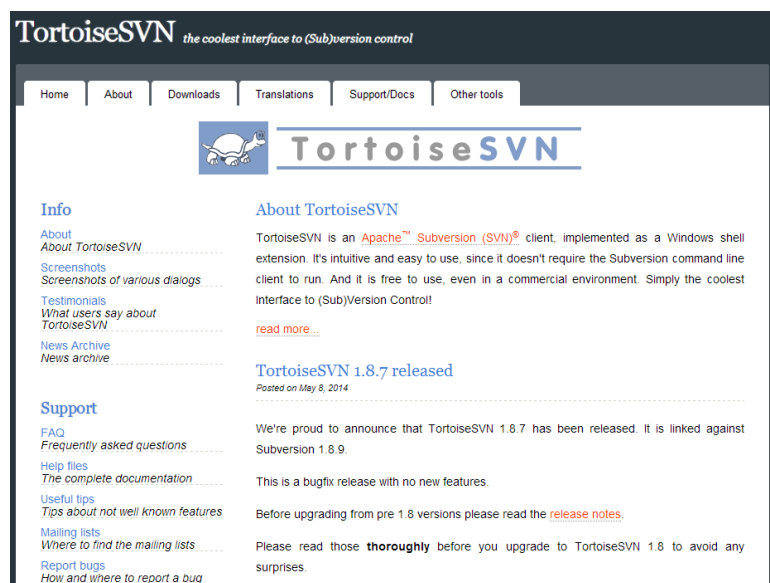 TortoiseSVN the coolest interface to (Sub)version control
Home About Downloads Translations Support/Docs Other tools
TortoiseSVN
Info
About
About TortoiseSVN
Screenshots
Screenshots of various dialogs
Testimonials
What users say about
TortoiseSVN
News Archive
News archive
Support
FAQ
Frequently asked questions
Help files
The complete documentation
Useful tips
Tips about not well known features
Mailing lists
Where to find the mailing lists
Report bugs
How and where to report a bug
About TortoiseSVN
TortoiseSVN is an Apache™ Subversion (SVN)® client, implemented as a Windows shell
extension. It's intuitive and easy to use, since it doesn't require the Subversion command line
client to run. And it is free to use, even in a commercial environment. Simply the coolest
Interface to (Sub)Version Control!
read more...
TortoiseSVN 1.8.7 released
Posted on May 8, 2014
We're proud to announce that TortoiseSVN 1.8.7 has been released. It is linked against
Subversion 1.8.9.
This is a bugfix release with no new features.
Before upgrading from pre 1.8 versions please read the release notes.
Please read those thoroughly before you upgrade to TortoiseSVN 1.8 to avoid any
surprises.